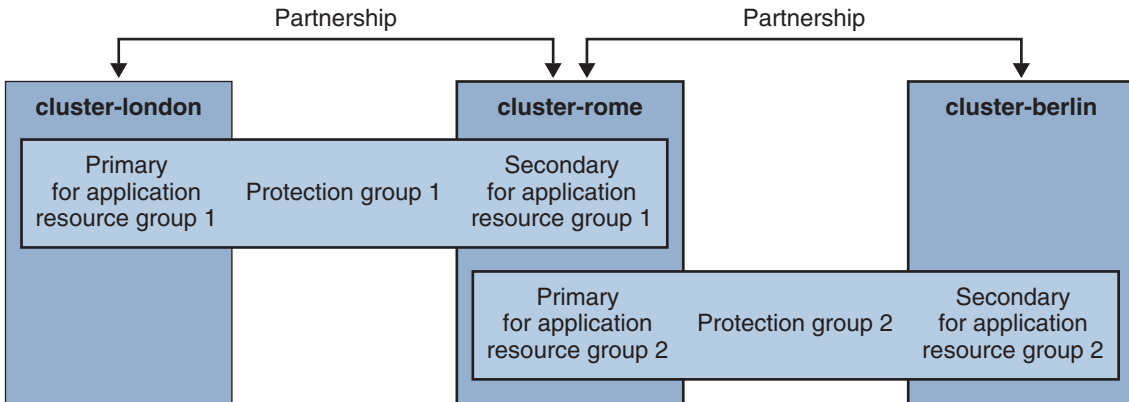 Partnership
Partnership
cluster-london
cluster-rome
cluster-berlin
Primary
for application
resource group 1
Protection group 1
Secondary
for application
resource group 1
Primary
for application
resource group 2
Protection group 2
Secondary
for application
resource group 2